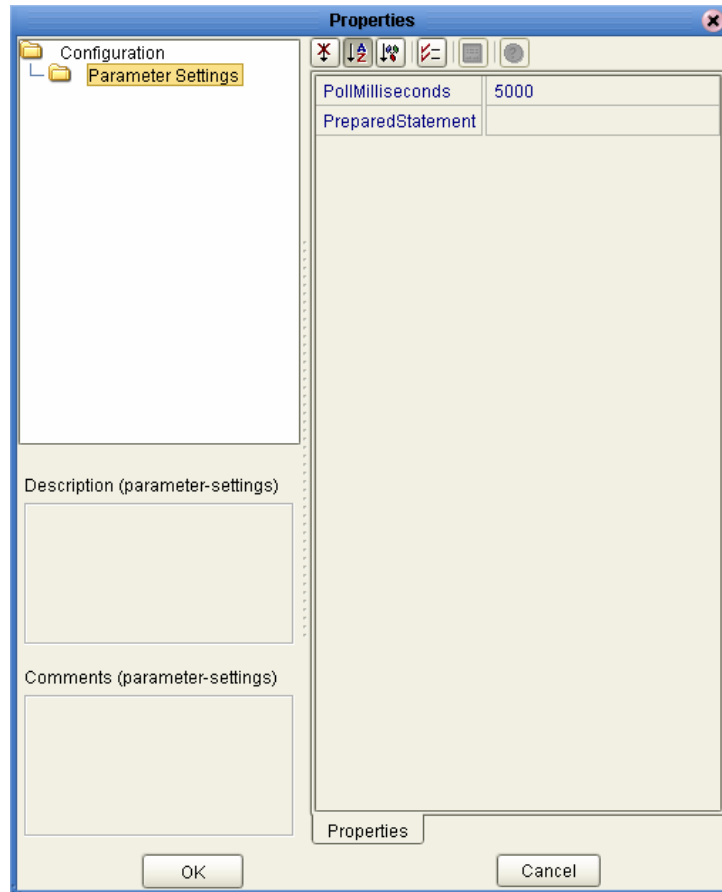 Properties
Configuration
Parameter Settings
PollMilliseconds 5000
PreparedStatement
Description (parameter-settings)
Comments (parameter-settings)
Properties
OK Cancel